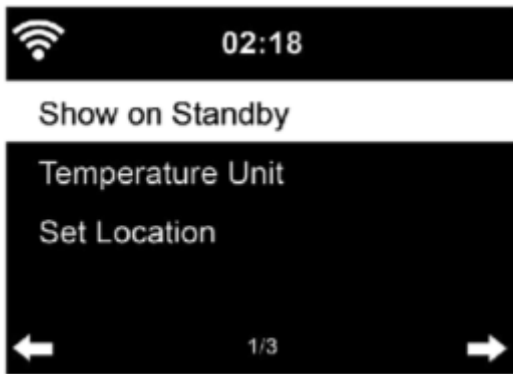 02:18
Show on Standby
Temperature Unit
Set Location
1/3